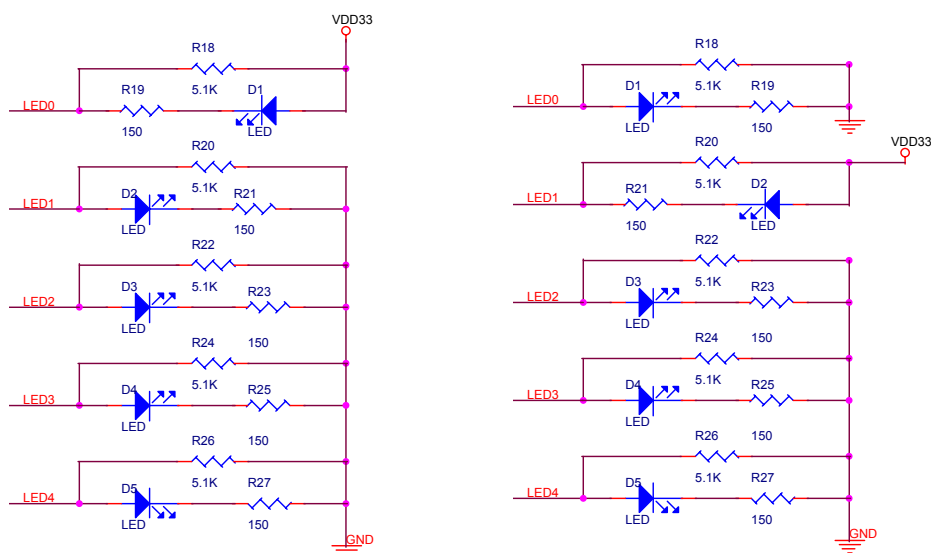 VDD33
R18
5.1K
R19
D1
LED0
150
LED
R20
5.1K
D2
R21
LED1
LED
150
R22
5.1K
D3
R23
LED2
LED
150
R24
5.1K
D4
R25
LED3
LED
150
R26
5.1K
D5
R27
LED4
LED
150
GND
R18
5.1K
D1
R19
LED0
LED
150
VDD33
R20
5.1K
R21
D2
LED1
150
LED
R22
5.1K
D3
R23
LED2
LED
150
R24
5.1K
D4
R25
LED3
LED
150
R26
5.1K
D5
R27
LED4
LED
150
GND